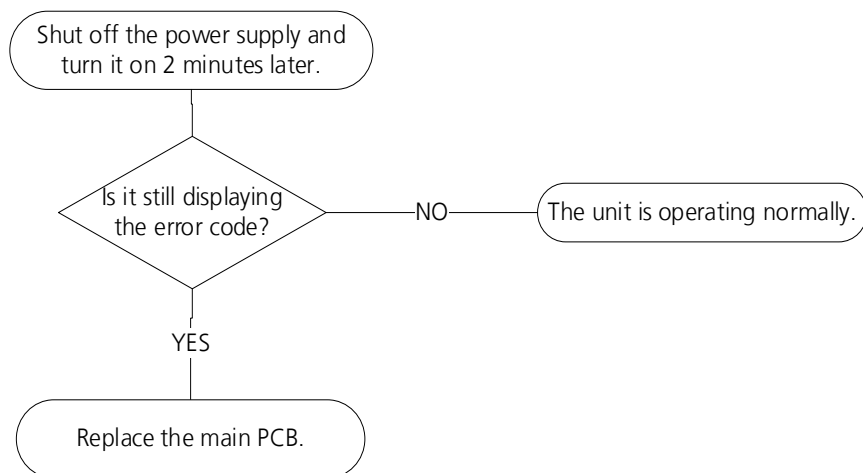 Shut off the power supply and
turn it on 2 minutes later.
Is it still displaying
the error code?
NO
The unit is operating normally.
YES
Replace the main PCB.